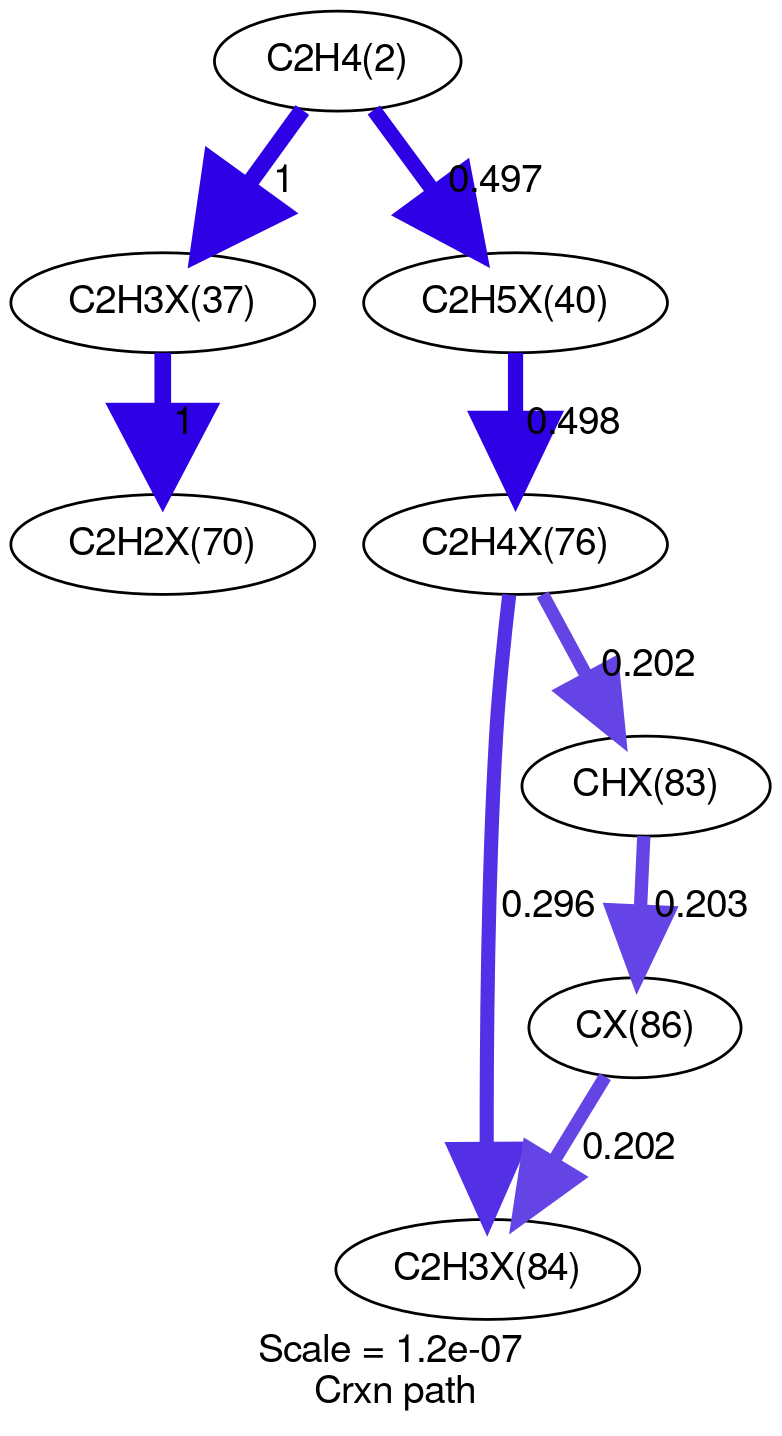 C2H4(2)
1
0.497
C2H3X(37)
C2H5X(40)
1
0.498
C2H2X(70)
C2H4X(76)
0.202
CHX(83)
0.296
0.203
CX(86)
0.202
C2H3X(84)
Scale = 1.2e-07
Crxn path